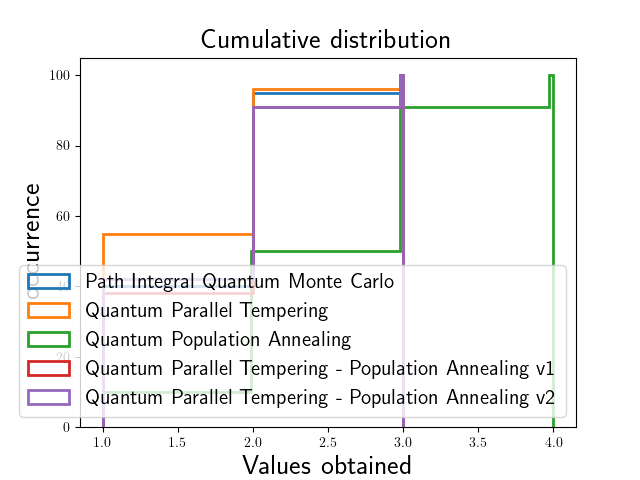 Cumulative distribution
100
80
60
40
20
0
Path Integral Quantum Monte Carlo
Quantum Parallel Tempering
Quantum Population Annealing
Quantum Parallel Tempering - Population Annealing v1
Quantum Parallel Tempering - Population Annealing v2
1.0 1.5 2.0 2.5 3.0 3.5 4.0
Values obtained
occurrence